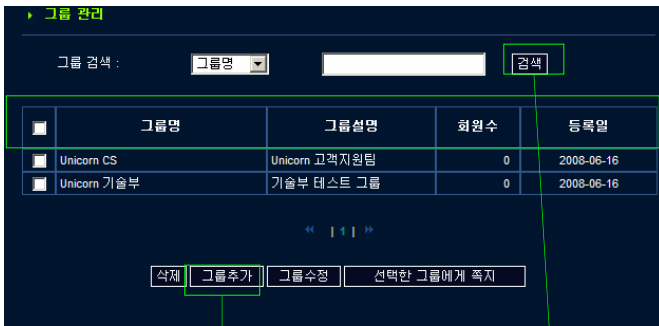 그룹 관리
그룹 검색 : 그룹명 검색
그룹명 그룹설명 회원수 등록일
Unicorn CS Unicorn 고객지원팀 0 2008-06-16
Unicorn 기술부 기술부 테스트 그룹 0 2008-06-16
| 1 |
삭제 그룹추가 그룹수정 선택한 그룹에게 쪽지